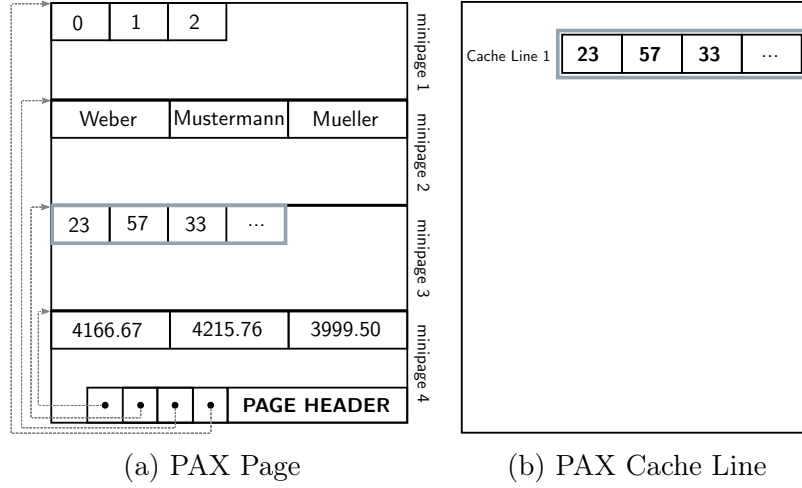 0 1 2
minipage 1
Weber Mustermann Mueller
minipage 2
23 57 33 ...
minipage 3
4166.67 4215.76 3999.50
minipage 4
PAGE HEADER
(a) PAX Page
Cache Line 1 23 57 33 ...
(b) PAX Cache Line